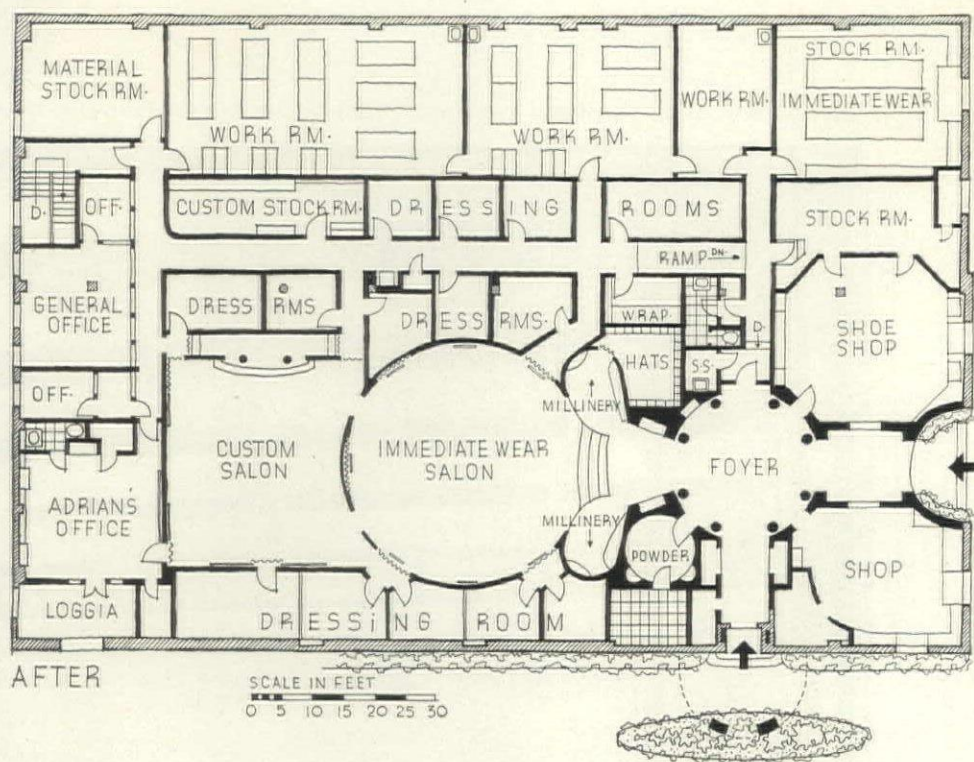 MATERIAL
STOCK RM.
WORK RM.
WORK RM.
WORK RM.
STOCK RM.
IMMEDIATE WEAR
D.
OFF.
CUSTOM STOCK RM.
DRESSING ROOMS
STOCK RM.
RAMP DN.
GENERAL
OFFICE
DRESS RMS
DRESS RMS.
WRAP.
D.
SHOE
SHOP
HATS
S.S
OFF.
MILLINERY
CUSTOM
SALON
IMMEDIATE WEAR
SALON
FOYER
ADRIAN'S
OFFICE
MILLINERY
POWDER
SHOP
LOGGIA
DRESSiNG ROOM
AFTER
SCALE IN FEET
0 5 10 15 20 25 30